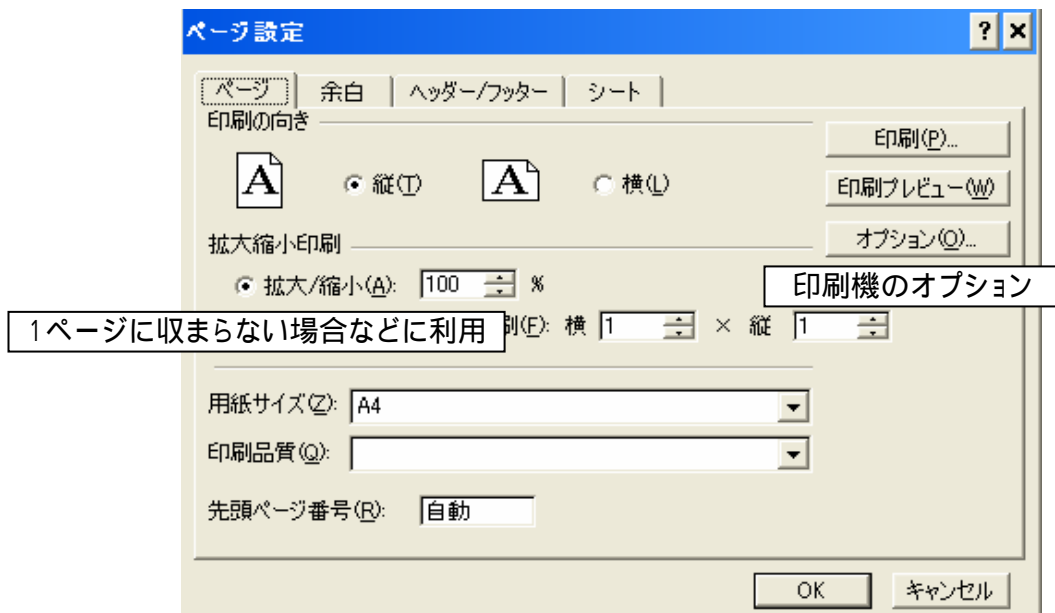 ページ設定
ページ 余白 ヘッダー/フッター シート
印刷の向き
印刷(P)...
A 縦(T) A 横(L)
印刷プレビュー(W)
拡大縮小印刷
オプション(O)...
拡大/縮小(A): 100 %
印刷機のオプション
1ページに収まらない場合などに利用
刷(F): 横 1 × 縦 1
用紙サイズ(Z): A4
印刷品質(Q):
先頭ページ番号(R): 自動
OK キャンセル